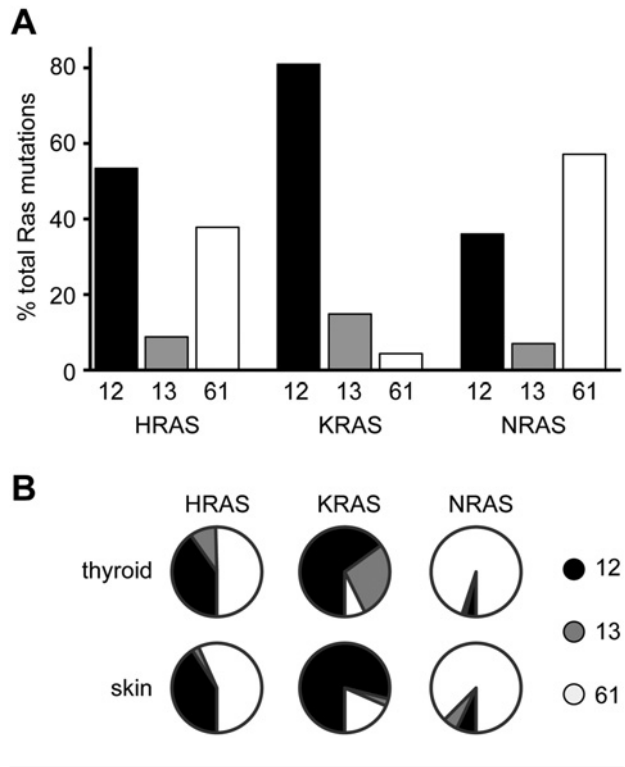 A
% total Ras mutations
80
60
40
20
0
12 13 61 12 13 61 12 13 61
HRAS KRAS NRAS
B
HRAS KRAS NRAS
thyroid
skin
12
13
61